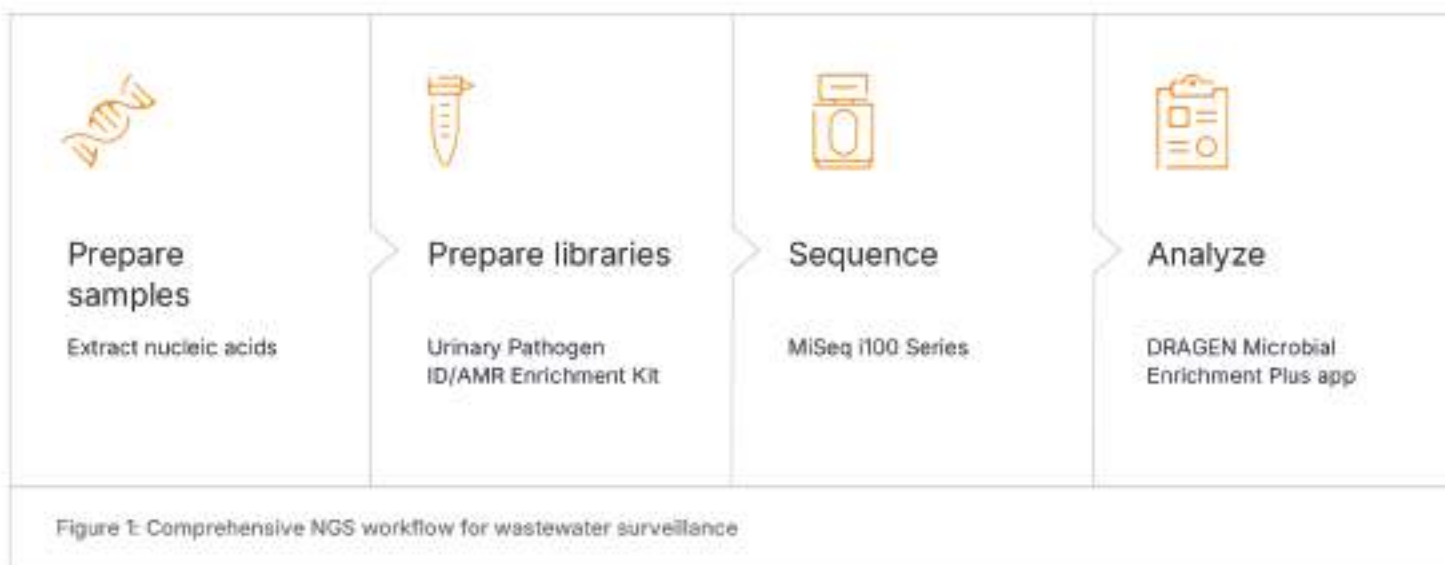 Prepare
samples
Extract nucleic acids
Prepare libraries
Urinary Pathogen
ID/AMR Enrichment Kit
Sequence
MiSeq i100 Series
Analyze
DRAGEN Microbial
Enrichment Plus app
Figure 1: Comprehensive NGS workflow for wastewater surveillance